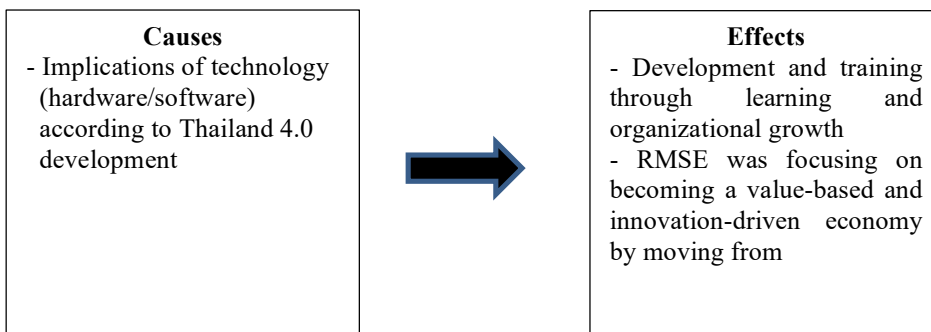 Causes
- Implications of technology
(hardware/software)
according to Thailand 4.0
development
Effects
- Development and training
through learning and
organizational growth
- RMSE was focusing on
becoming a value-based and
innovation-driven economy
by moving from